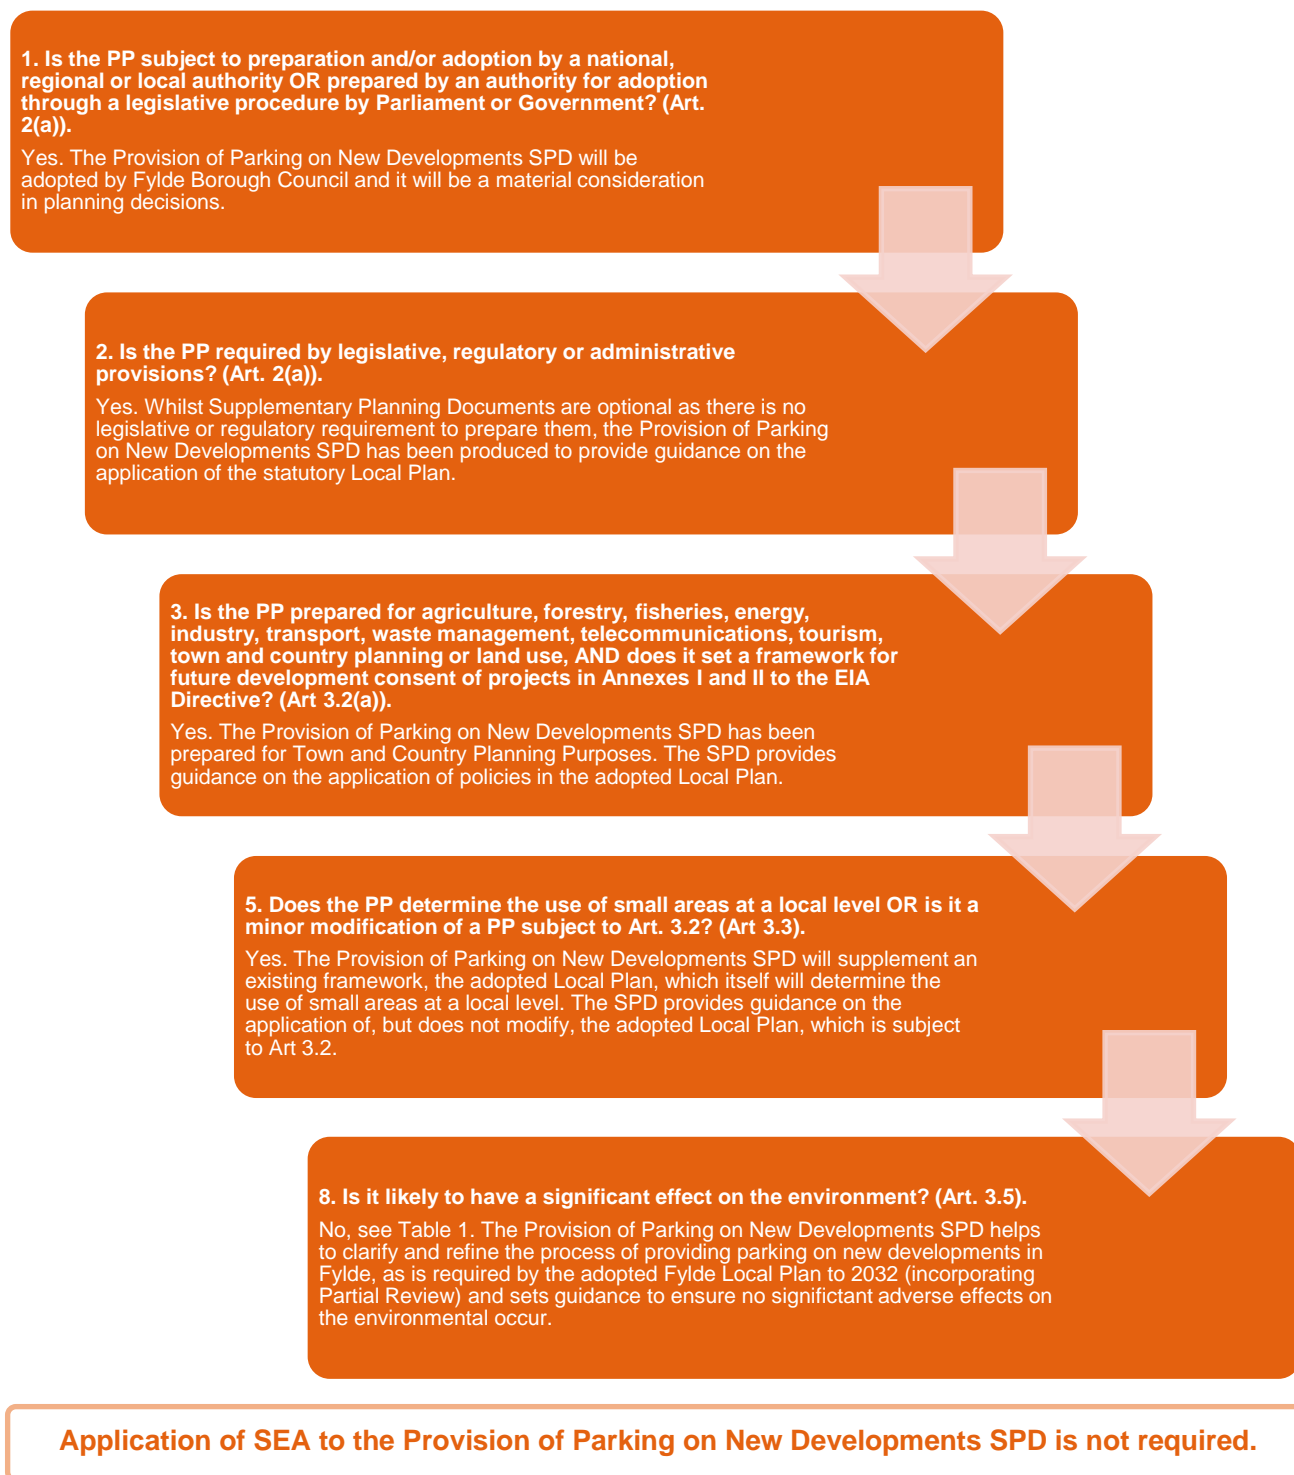 1. Is the PP subject to preparation and/or adoption by a national,
regional or local authority OR prepared by an authority for adoption
through a legislative procedure by Parliament or Government? (Art.
2(a)).
Yes. The Provision of Parking on New Developments SPD will be
adopted by Fylde Borough Council and it will be a material consideration
in planning decisions.
2. Is the PP required by legislative, regulatory or administrative
provisions? (Art. 2(a)).
Yes. Whilst Supplementary Planning Documents are optional as there is no
legislative or regulatory requirement to prepare them, the Provision of Parking
on New Developments SPD has been produced to provide guidance on the
application of the statutory Local Plan.
3. Is the PP prepared for agriculture, forestry, fisheries, energy,
industry, transport, waste management, telecommunications, tourism,
town and country planning or land use, AND does it set a framework for
future development consent of projects in Annexes I and II to the EIA
Directive? (Art 3.2(a)).
Yes. The Provision of Parking on New Developments SPD has been
prepared for Town and Country Planning Purposes. The SPD provides
guidance on the application of policies in the adopted Local Plan.
5. Does the PP determine the use of small areas at a local level OR is it a
minor modification of a PP subject to Art. 3.2? (Art 3.3).
Yes. The Provision of Parking on New Developments SPD will supplement an
existing framework, the adopted Local Plan, which itself will determine the
use of small areas at a local level. The SPD provides guidance on the
application of, but does not modify, the adopted Local Plan, which is subject
to Art 3.2.
8. Is it likely to have a significant effect on the environment? (Art. 3.5).
No, see Table 1. The Provision of Parking on New Developments SPD helps
to clarify and refine the process of providing parking on new developments in
Fylde, as is required by the adopted Fylde Local Plan to 2032 (incorporating
Partial Review) and sets guidance to ensure no significtant adverse effects on
the environmental occur.
Application of SEA to the Provision of Parking on New Developments SPD is not required.